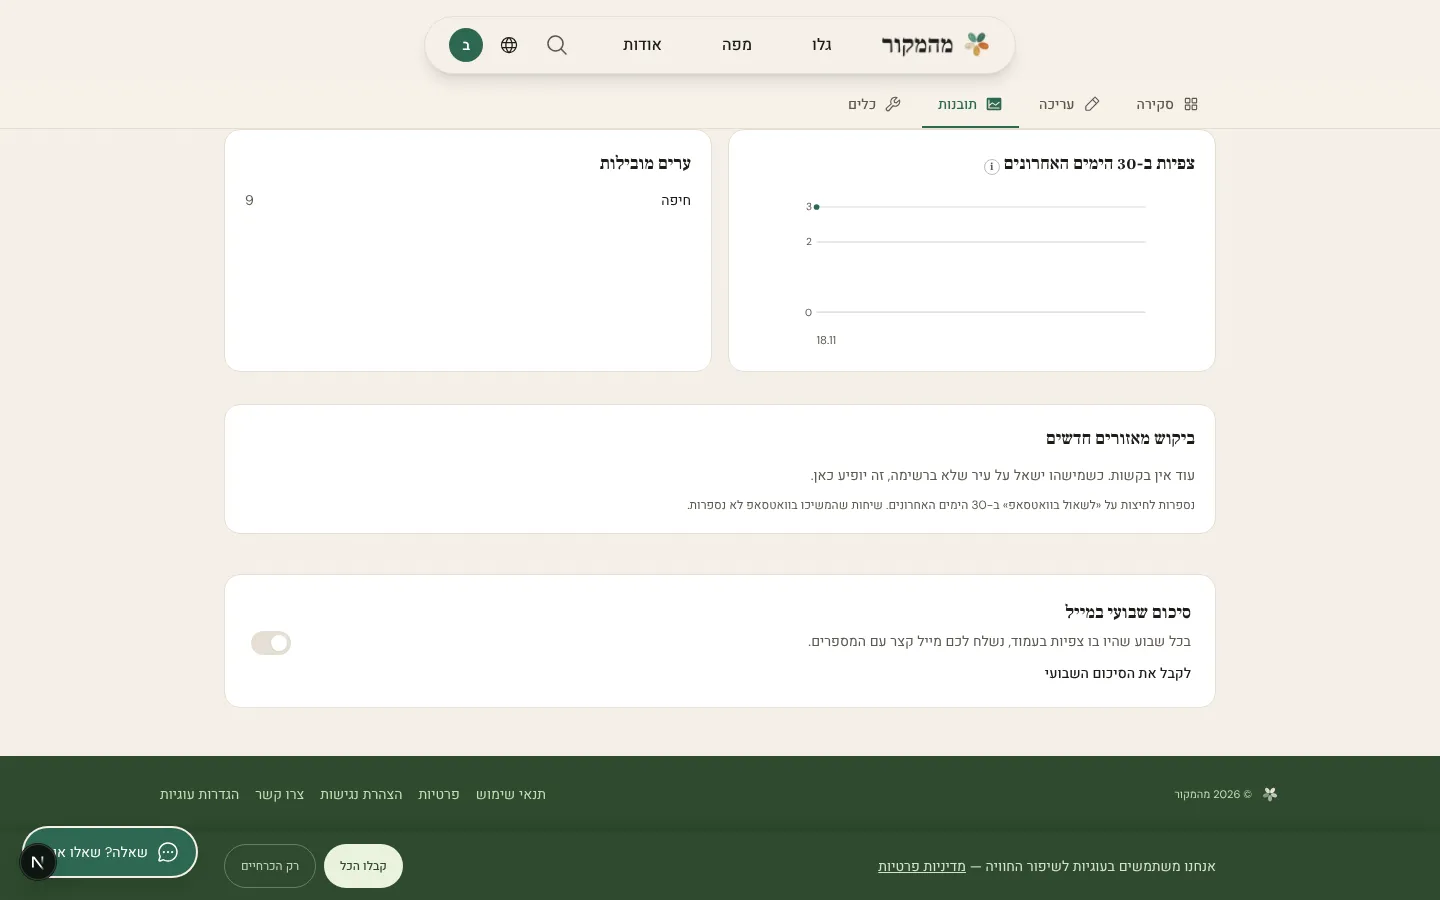 מהמקור
גלו
מפה
אודות
ב
סקירה
עריכה
תובנות
כלים
צפיות ב-30 הימים האחרונים
i
3
2
0
18.11
ערים מובילות
חיפה 9
ביקוש מאזורים חדשים
עוד אין בקשות. כשמישהו ישאל על עיר שלא ברשימה, זה יופיע כאן.
נספרות לחיצות על «לשאול בוואטסאפ» ב-30 הימים האחרונים. שיחות שהמשיכו בוואטסאפ לא נספרות.
סיכום שבועי במייל
בכל שבוע שהיו בו צפיות בעמוד, נשלח לכם מייל קצר עם המספרים.
לקבל את הסיכום השבועי
© 2026 מהמקור
תנאי שימוש
פרטיות
הצהרת נגישות
צרו קשר
הגדרות עוגיות
אנחנו משתמשים בעוגיות לשיפור החוויה — מדיניות פרטיות
קבלו הכל
רק הכרחיים
שאלה? שאלו
N